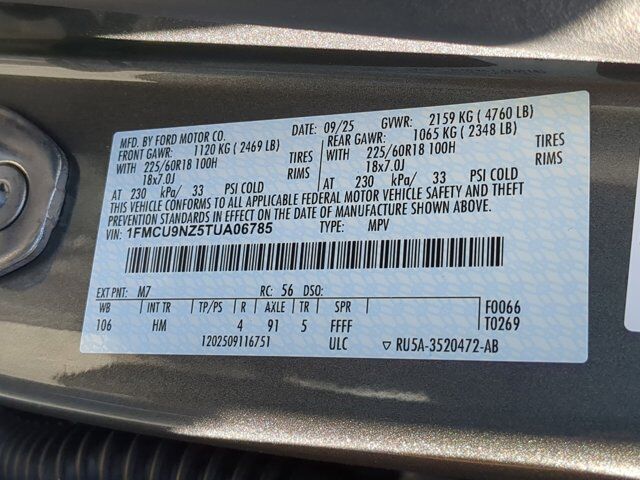 MFD. BY FORD MOTOR CO. DATE: 09/25 GVWR: 2159 KG ( 4760 LB)
FRONT GAWR: 1120 KG ( 2469 LB) REAR GAWR: 1065 KG ( 2348 LB)
WITH 225/60R18 100H TIRES WITH 225/60R18 100H TIRES
18x7.0J RIMS 18x7.0J RIMS
AT 230 kPa/ 33 PSI COLD AT 230 kPa/ 33 PSI COLD
THIS VEHICLE CONFORMS TO ALL APPLICABLE FEDERAL MOTOR VEHICLE SAFETY AND THEFT
PREVENTION STANDARDS IN EFFECT ON THE DATE OF MANUFACTURE SHOWN ABOVE.
VIN: 1FMCU9NZ5TUA06785 TYPE: MPV
EXT PNT: M7 RC: 56 DSO:
WB INT TR TP/PS R AXLE TR SPR F0066
106 HM 4 91 5 FFFF T0269
1202509116751 ULC ▽ RU5A-3520472-AB